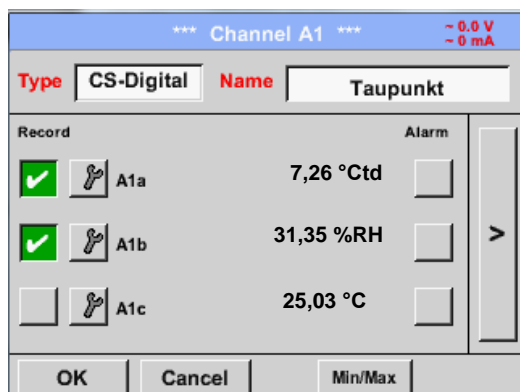 *** Channel A1 *** ~ 0.0 V
~ 0 mA
Type CS-Digital Name Taupunkt
Record Alarm
A1a 7,26 °Ctd
A1b 31,35 %RH >
A1c 25,03 °C
OK Cancel Min/Max